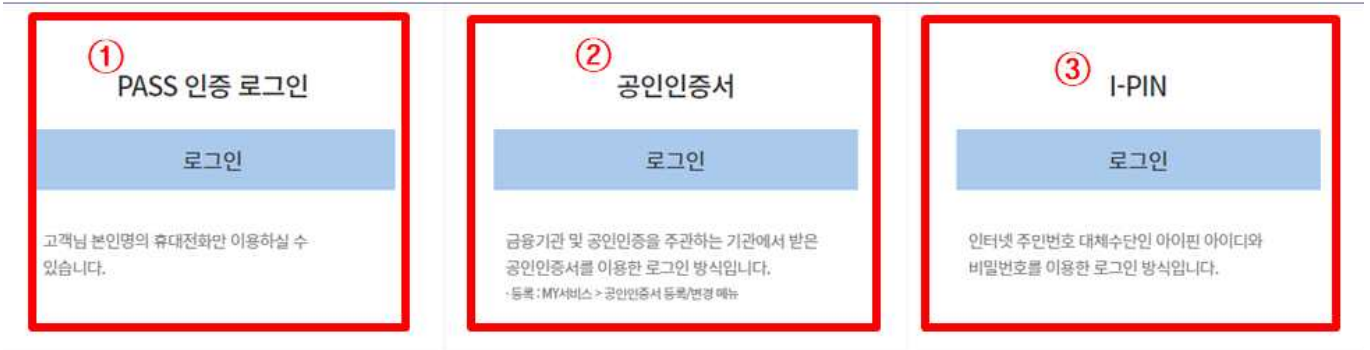 ①
PASS 인증 로그인
로그인
고객님 본인명의 휴대전화만 이용하실 수
있습니다.
②
공인인증서
로그인
금융기관 및 공인인증을 주관하는 기관에서 받은
공인인증서를 이용한 로그인 방식입니다.
· 등록 : MY서비스 > 공인인증서 등록/변경 메뉴
③
I-PIN
로그인
인터넷 주민번호 대체수단인 아이핀 아이디와
비밀번호를 이용한 로그인 방식입니다.